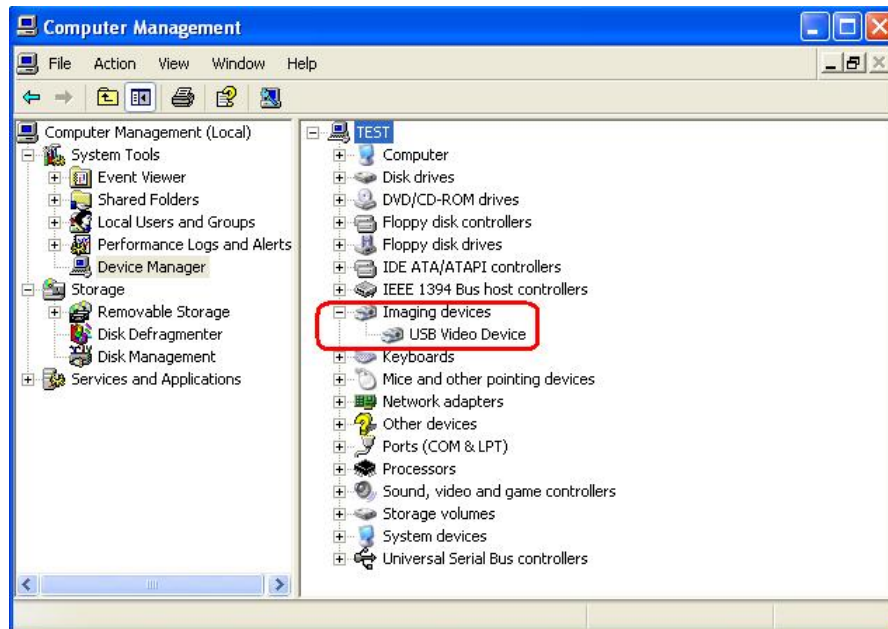 Computer Management
File Action View Window Help
Computer Management (Local)
System Tools
Event Viewer
Shared Folders
Local Users and Groups
Performance Logs and Alerts
Device Manager
Storage
Removable Storage
Disk Defragmenter
Disk Management
Services and Applications
TEST
Computer
Disk drives
DVD/CD-ROM drives
Floppy disk controllers
Floppy disk drives
IDE ATA/ATAPI controllers
IEEE 1394 Bus host controllers
Imaging devices
USB Video Device
Keyboards
Mice and other pointing devices
Network adapters
Other devices
Ports (COM & LPT)
Processors
Sound, video and game controllers
Storage volumes
System devices
Universal Serial Bus controllers